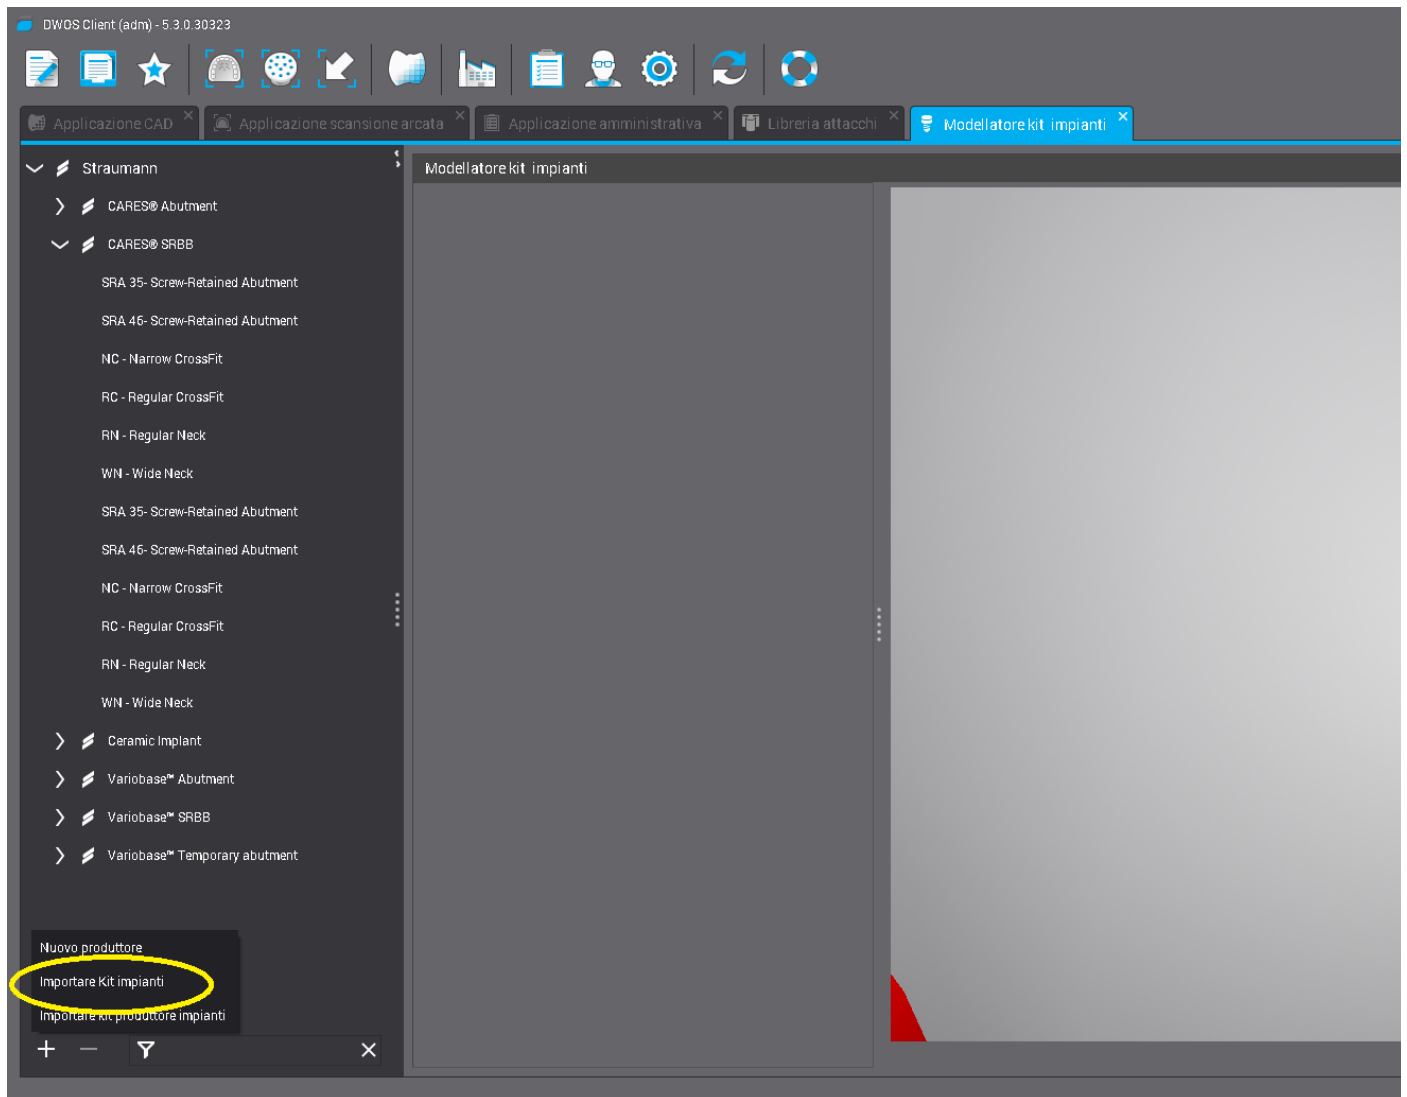 DWOS Client (adm) - 5.3.0.30323
Applicazione CAD
Applicazione scansione arcata
Applicazione amministrativa
Libreria attacchi
Modellatore kit impianti
Straumann
Modellatore kit impianti
CARES® Abutment
CARES® SRBB
SRA 35- Screw-Retained Abutment
SRA 46- Screw-Retained Abutment
NC - Narrow CrossFit
RC - Regular CrossFit
RN - Regular Neck
WN - Wide Neck
SRA 35- Screw-Retained Abutment
SRA 46- Screw-Retained Abutment
NC - Narrow CrossFit
RC - Regular CrossFit
RN - Regular Neck
WN - Wide Neck
Ceramic Implant
Variobase™ Abutment
Variobase™ SRBB
Variobase™ Temporary abutment
Nuovo produttore
Importare Kit impianti
Importare kit produttore impianti